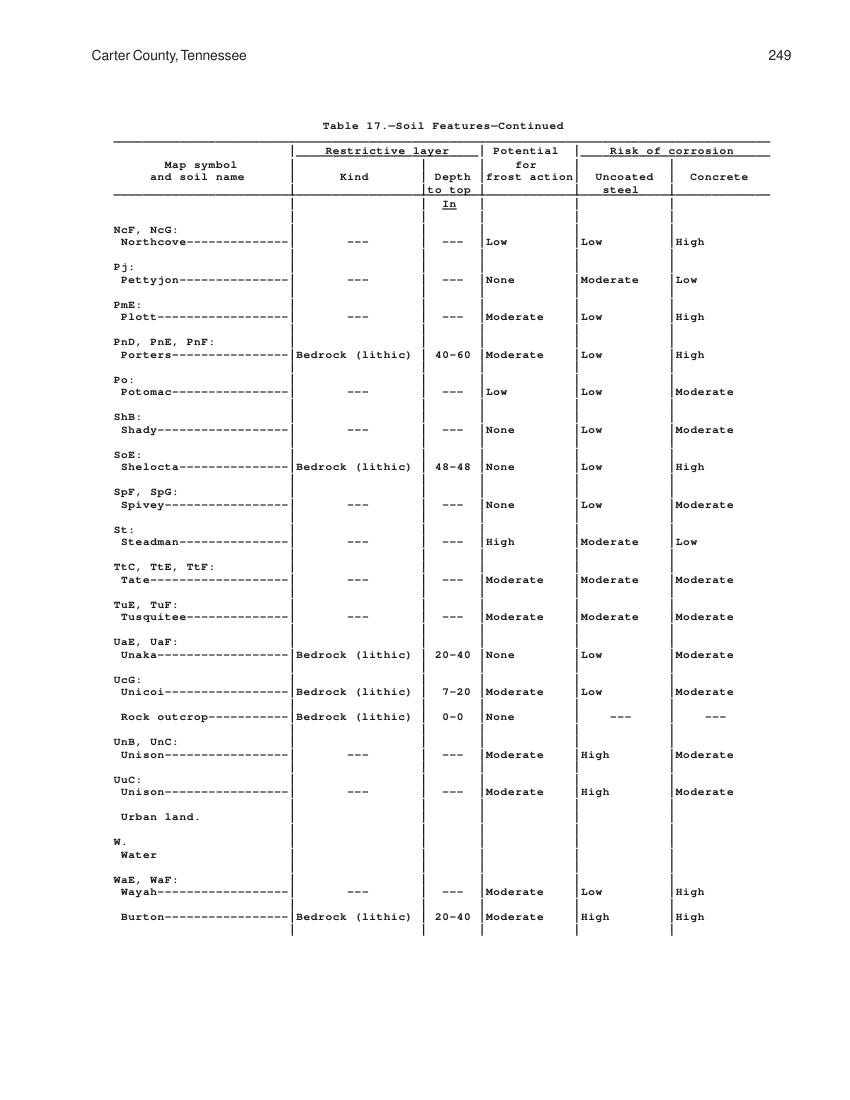 Carter County, Tennessee 249
Table 17.—Soil Features—Continued
Restrictive layer | Potential | Risk of corrosion
Map symbol | for
and soil name | Kind | Depth | frost action | Uncoated | Concrete
to top | steel
In
NcF, NcG:
Northcove--------------| --- | --- |Low |Low |High
Pj:
Pettyjon---------------| --- | --- |None |Moderate |Low
PmE:
Plott------------------| --- | --- |Moderate |Low |High
PnD, PnE, PnF:
Porters----------------|Bedrock (lithic) | 40-60 |Moderate |Low |High
Po:
Potomac----------------| --- | --- |Low |Low |Moderate
ShB:
Shady------------------| --- | --- |None |Low |Moderate
SoE:
Shelocta---------------|Bedrock (lithic) | 48-48 |None |Low |High
SpF, SpG:
Spivey-----------------| --- | --- |None |Low |Moderate
St:
Steadman---------------| --- | --- |High |Moderate |Low
TtC, TtE, TtF:
Tate-------------------| --- | --- |Moderate |Moderate |Moderate
TuE, TuF:
Tusquitee--------------| --- | --- |Moderate |Moderate |Moderate
UaE, UaF:
Unaka------------------|Bedrock (lithic) | 20-40 |None |Low |Moderate
UcG:
Unicoi-----------------|Bedrock (lithic) | 7-20 |Moderate |Low |Moderate
Rock outcrop-----------|Bedrock (lithic) | 0-0 |None | --- | ---
UnB, UnC:
Unison-----------------| --- | --- |Moderate |High |Moderate
UuC:
Unison-----------------| --- | --- |Moderate |High |Moderate
Urban land.
W.
Water
WaE, WaF:
Wayah------------------| --- | --- |Moderate |Low |High
Burton-----------------|Bedrock (lithic) | 20-40 |Moderate |High |High